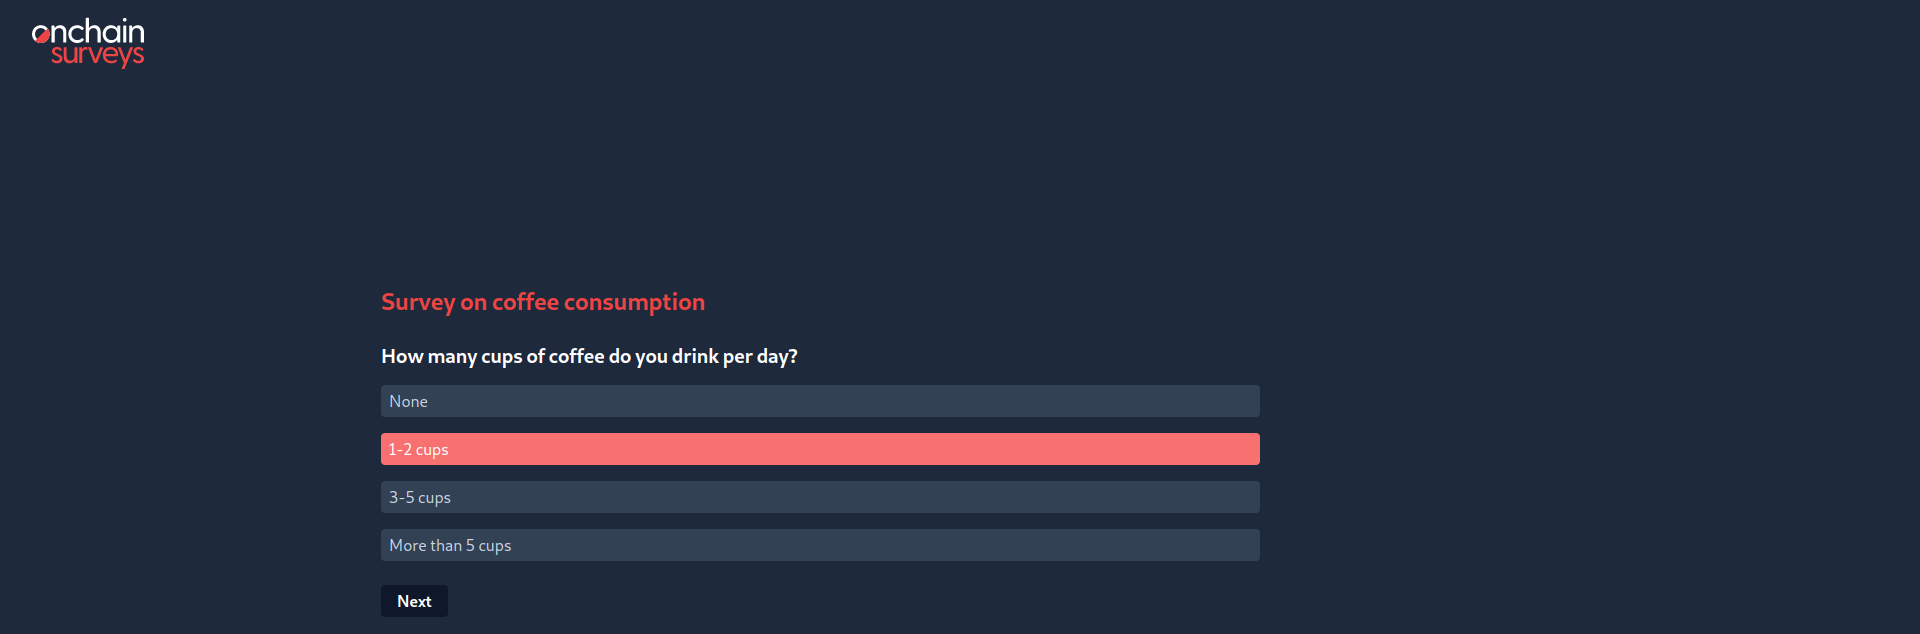 onchain
surveys
Survey on coffee consumption
How many cups of coffee do you drink per day?
None
1-2 cups
3-5 cups
More than 5 cups
Next